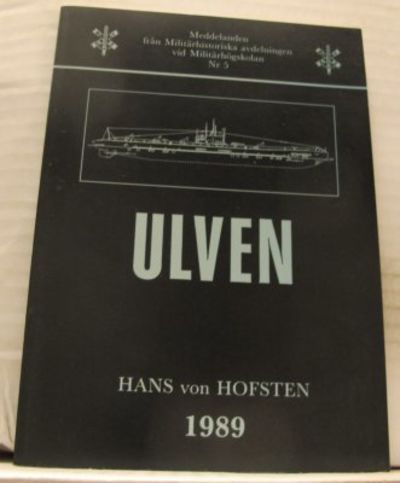 Meddelanden
från Militärhistoriska avdelningen
vid Militärhögskolan
Nr 5
ULVEN
HANS von HOFSTEN
1989